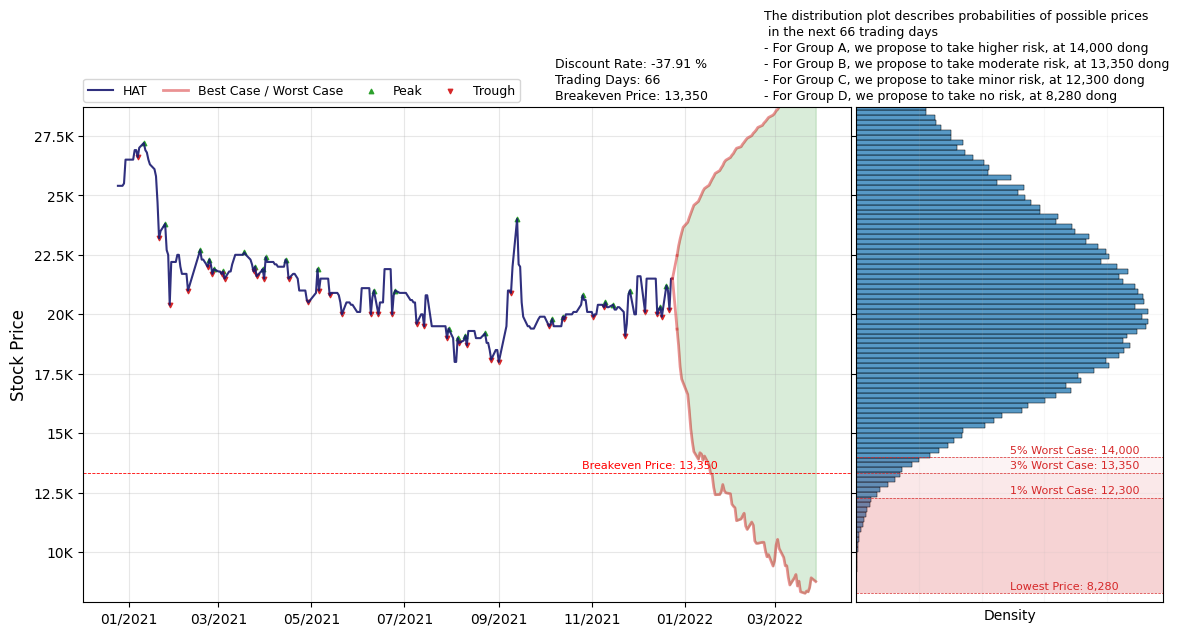 The distribution plot describes probabilities of possible prices
in the next 66 trading days
- For Group A, we propose to take higher risk, at 14,000 dong
- For Group B, we propose to take moderate risk, at 13,350 dong
- For Group C, we propose to take minor risk, at 12,300 dong
- For Group D, we propose to take no risk, at 8,280 dong
Discount Rate: -37.91 %
Trading Days: 66
Breakeven Price: 13,350
HAT
Best Case / Worst Case
Peak
Trough
Stock Price
27.5K
25K
22.5K
20K
17.5K
15K
12.5K
10K
Breakeven Price: 13,350
5% Worst Case: 14,000
3% Worst Case: 13,350
1% Worst Case: 12,300
Lowest Price: 8,280
01/2021
03/2021
05/2021
07/2021
09/2021
11/2021
01/2022
03/2022
Density